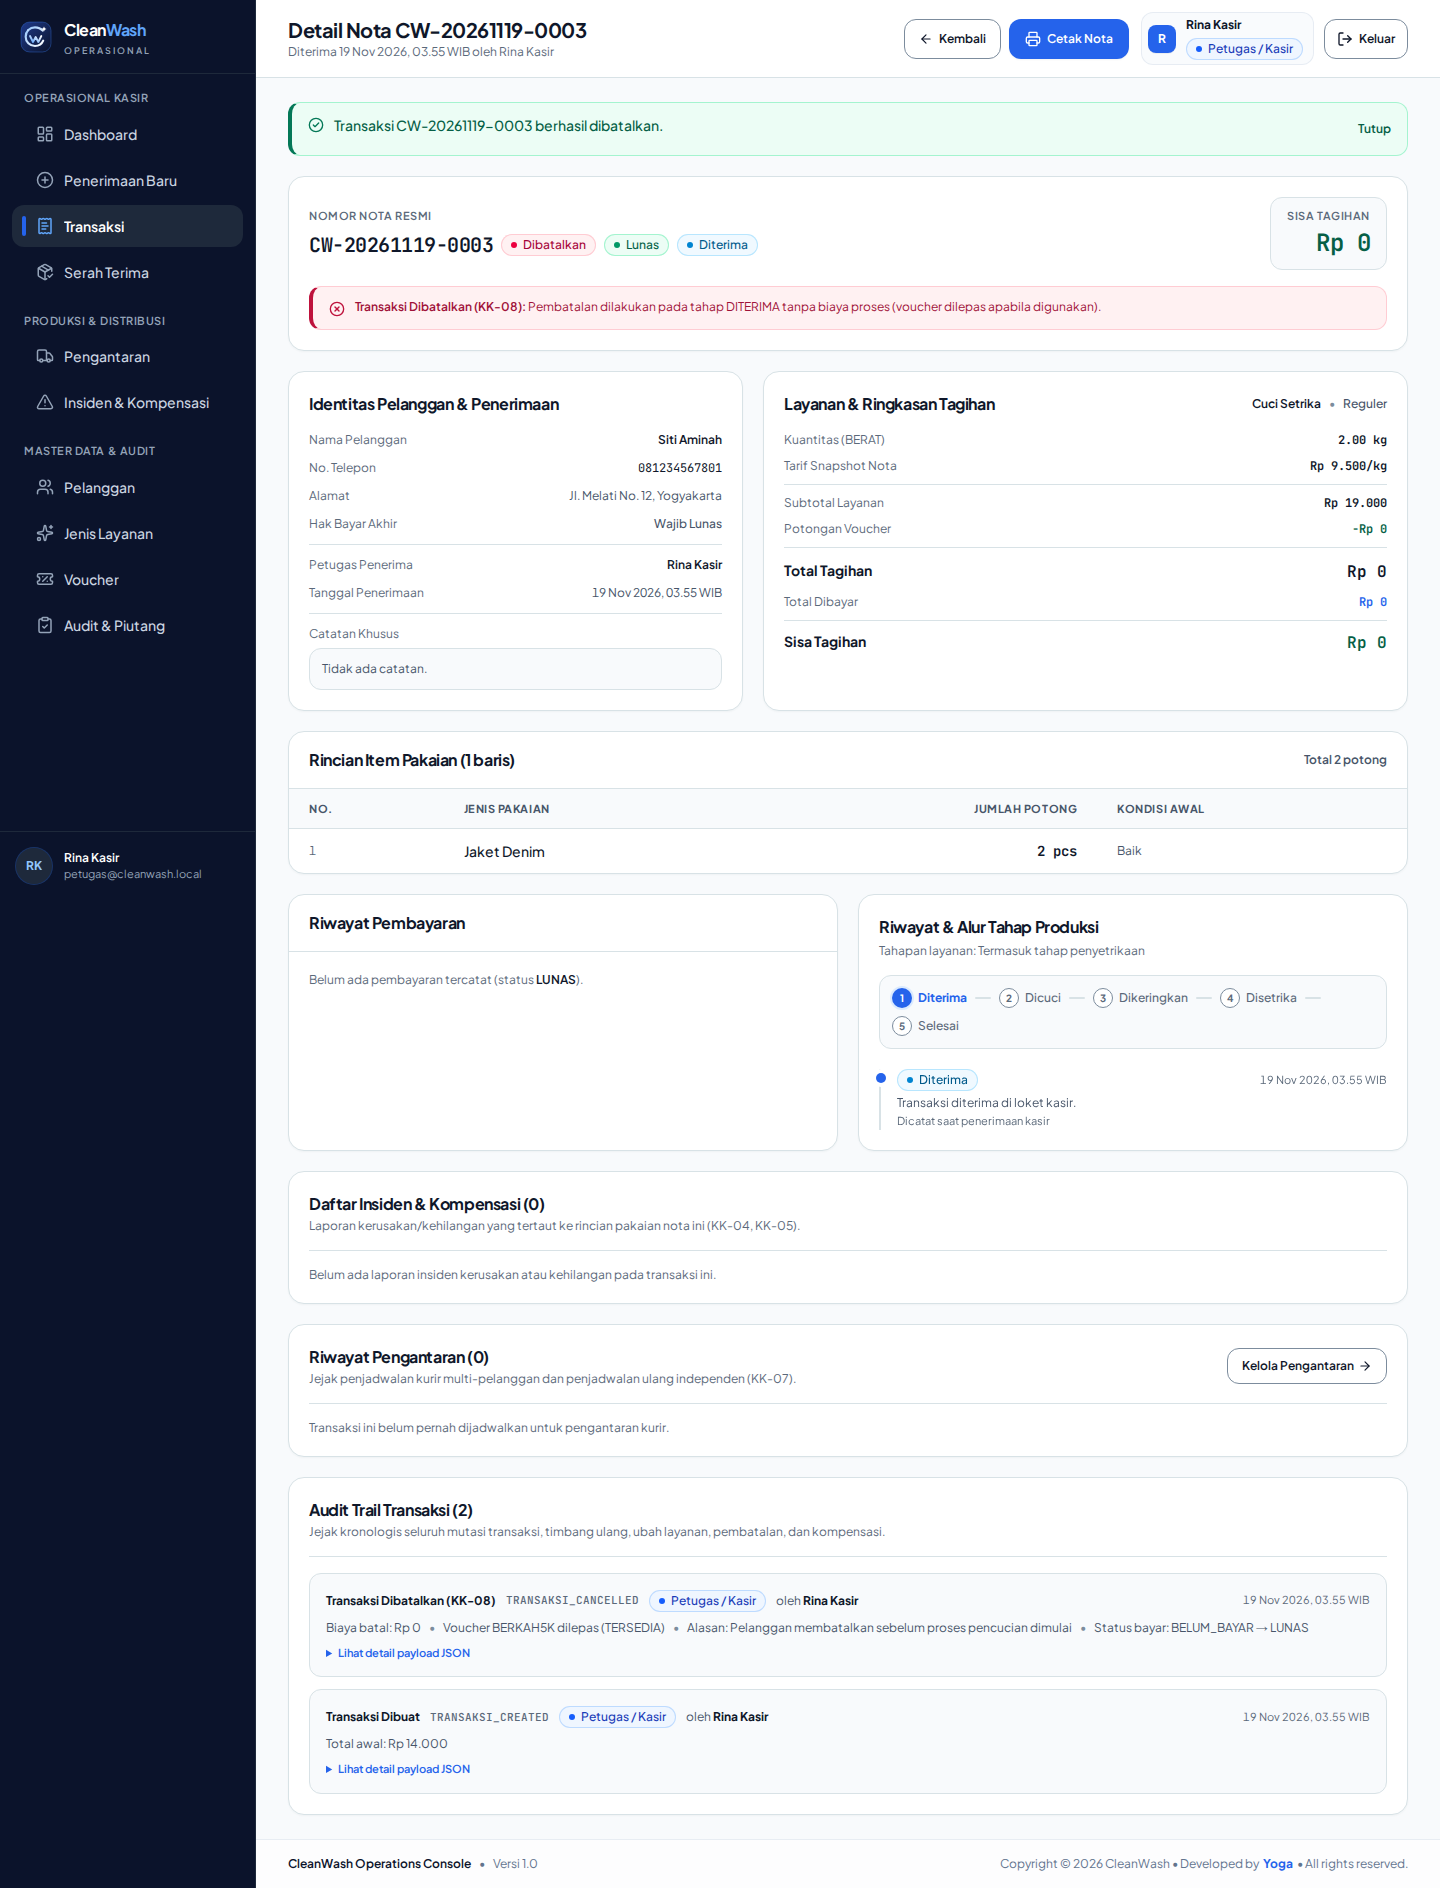 CleanWash
OPERASIONAL
OPERASIONAL KASIR
Dashboard
Penerimaan Baru
Transaksi
Serah Terima
PRODUKSI & DISTRIBUSI
Pengantaran
Insiden & Kompensasi
MASTER DATA & AUDIT
Pelanggan
Jenis Layanan
Voucher
Audit & Piutang
RK
Rina Kasir
petugas@cleanwash.local
Detail Nota CW-20261119-0003
Diterima 19 Nov 2026, 03.55 WIB oleh Rina Kasir
Kembali
Cetak Nota
R
Rina Kasir
Petugas / Kasir
Keluar
Transaksi CW-20261119-0003 berhasil dibatalkan.
Tutup
NOMOR NOTA RESMI
CW-20261119-0003 Dibatalkan Lunas Diterima
SISA TAGIHAN
Rp 0
Transaksi Dibatalkan (KK-08): Pembatalan dilakukan pada tahap DITERIMA tanpa biaya proses (voucher dilepas apabila digunakan).
Identitas Pelanggan & Penerimaan
Nama Pelanggan Siti Aminah
No. Telepon 081234567801
Alamat Jl. Melati No. 12, Yogyakarta
Hak Bayar Akhir Wajib Lunas
Petugas Penerima Rina Kasir
Tanggal Penerimaan 19 Nov 2026, 03.55 WIB
Catatan Khusus
Tidak ada catatan.
Layanan & Ringkasan Tagihan Cuci Setrika • Reguler
Kuantitas (BERAT) 2.00 kg
Tarif Snapshot Nota Rp 9.500/kg
Subtotal Layanan Rp 19.000
Potongan Voucher -Rp 0
Total Tagihan Rp 0
Total Dibayar Rp 0
Sisa Tagihan Rp 0
Rincian Item Pakaian (1 baris) Total 2 potong
NO. JENIS PAKAIAN JUMLAH POTONG KONDISI AWAL
1 Jaket Denim 2 pcs Baik
Riwayat Pembayaran
Belum ada pembayaran tercatat (status LUNAS).
Riwayat & Alur Tahap Produksi
Tahapan layanan: Termasuk tahap penyetrikaan
1 Diterima — 2 Dicuci — 3 Dikeringkan — 4 Disetrika —
5 Selesai
Diterima 19 Nov 2026, 03.55 WIB
Transaksi diterima di loket kasir.
Dicatat saat penerimaan kasir
Daftar Insiden & Kompensasi (0)
Laporan kerusakan/kehilangan yang tertaut ke rincian pakaian nota ini (KK-04, KK-05).
Belum ada laporan insiden kerusakan atau kehilangan pada transaksi ini.
Riwayat Pengantaran (0)
Jejak penjadwalan kurir multi-pelanggan dan penjadwalan ulang independen (KK-07).
Kelola Pengantaran →
Transaksi ini belum pernah dijadwalkan untuk pengantaran kurir.
Audit Trail Transaksi (2)
Jejak kronologis seluruh mutasi transaksi, timbang ulang, ubah layanan, pembatalan, dan kompensasi.
Transaksi Dibatalkan (KK-08) TRANSAKSI_CANCELLED Petugas / Kasir oleh Rina Kasir 19 Nov 2026, 03.55 WIB
Biaya batal: Rp 0 • Voucher BERKAH5K dilepas (TERSEDIA) • Alasan: Pelanggan membatalkan sebelum proses pencucian dimulai • Status bayar: BELUM_BAYAR → LUNAS
▶ Lihat detail payload JSON
Transaksi Dibuat TRANSAKSI_CREATED Petugas / Kasir oleh Rina Kasir 19 Nov 2026, 03.55 WIB
Total awal: Rp 14.000
▶ Lihat detail payload JSON
CleanWash Operations Console • Versi 1.0
Copyright © 2026 CleanWash • Developed by Yoga • All rights reserved.